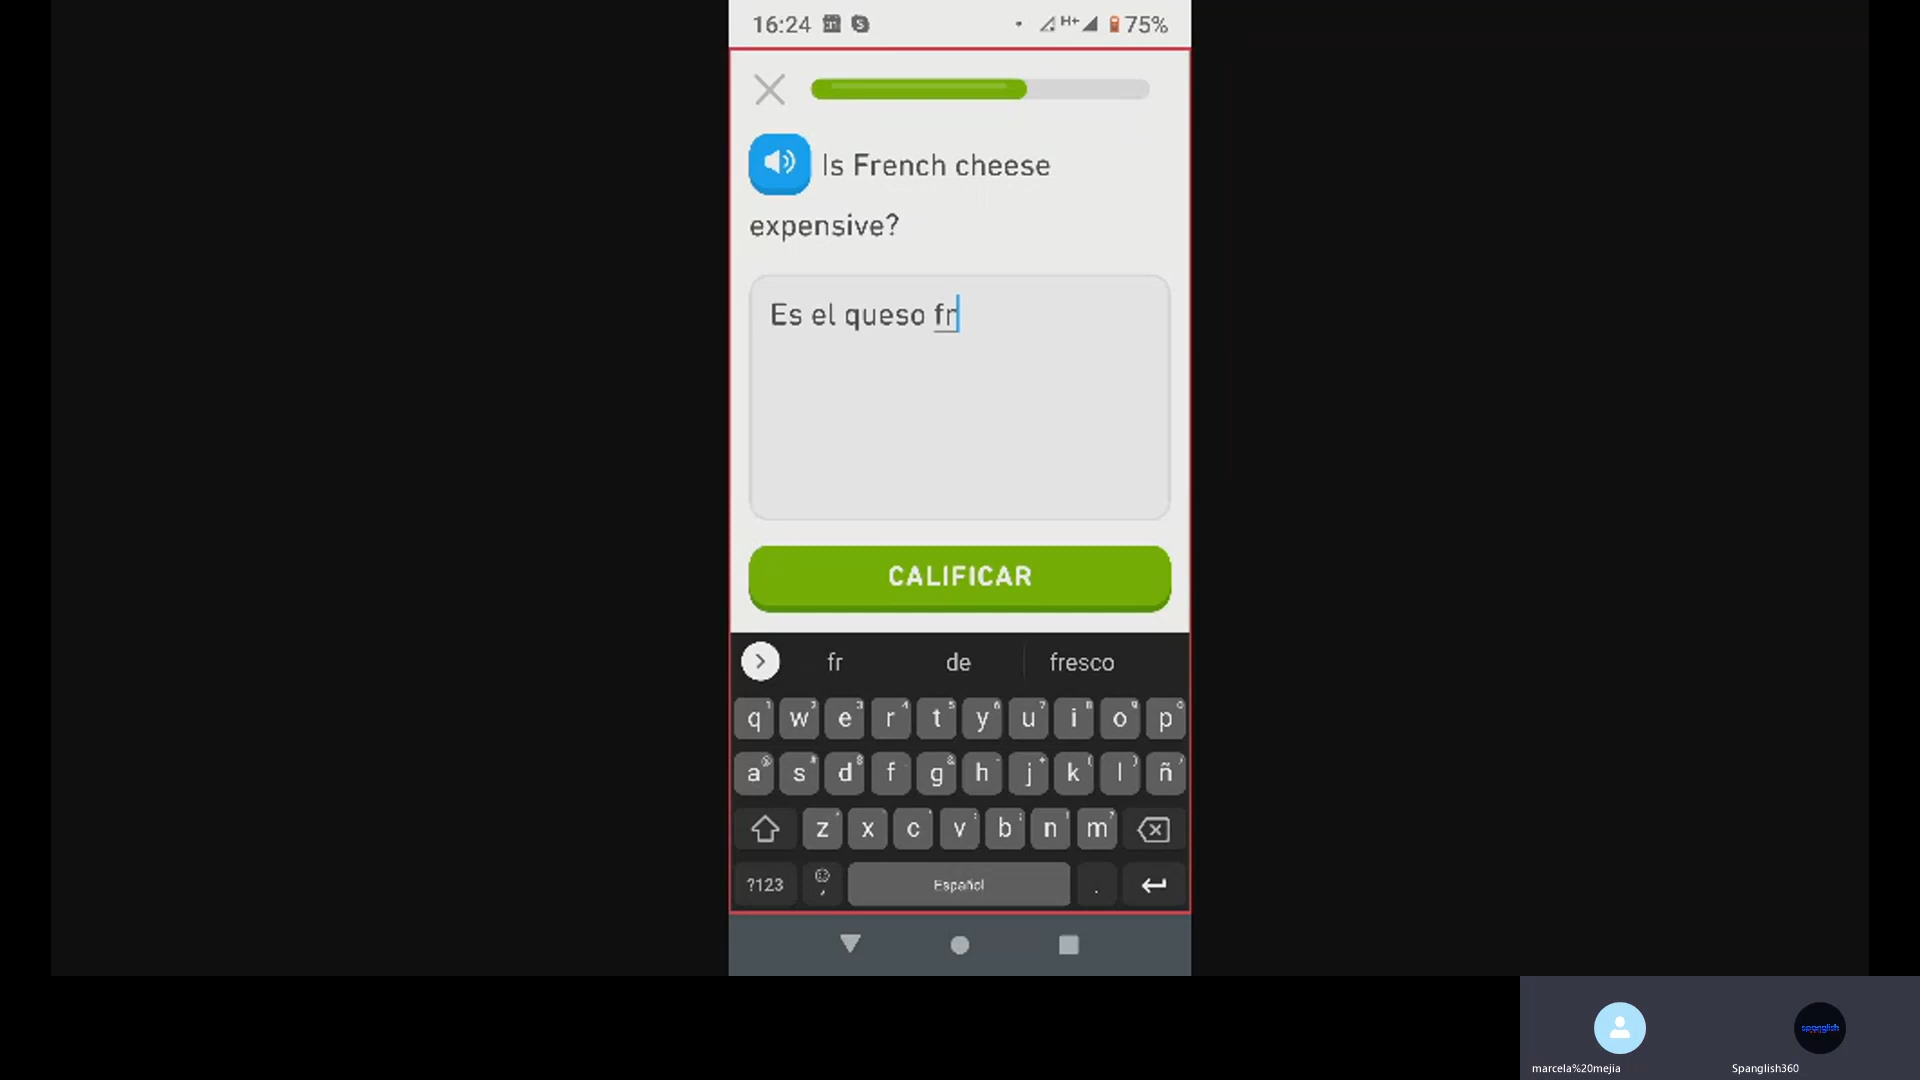 16:24
H+
75%
Is French cheese
expensive?
Es el queso fr
CALIFICAR
fr de fresco
q w e r t y u i o p
a s d f g h j k l ñ
z x c v b n m
?123 , Español .
marcela%20mejia Spanglish360